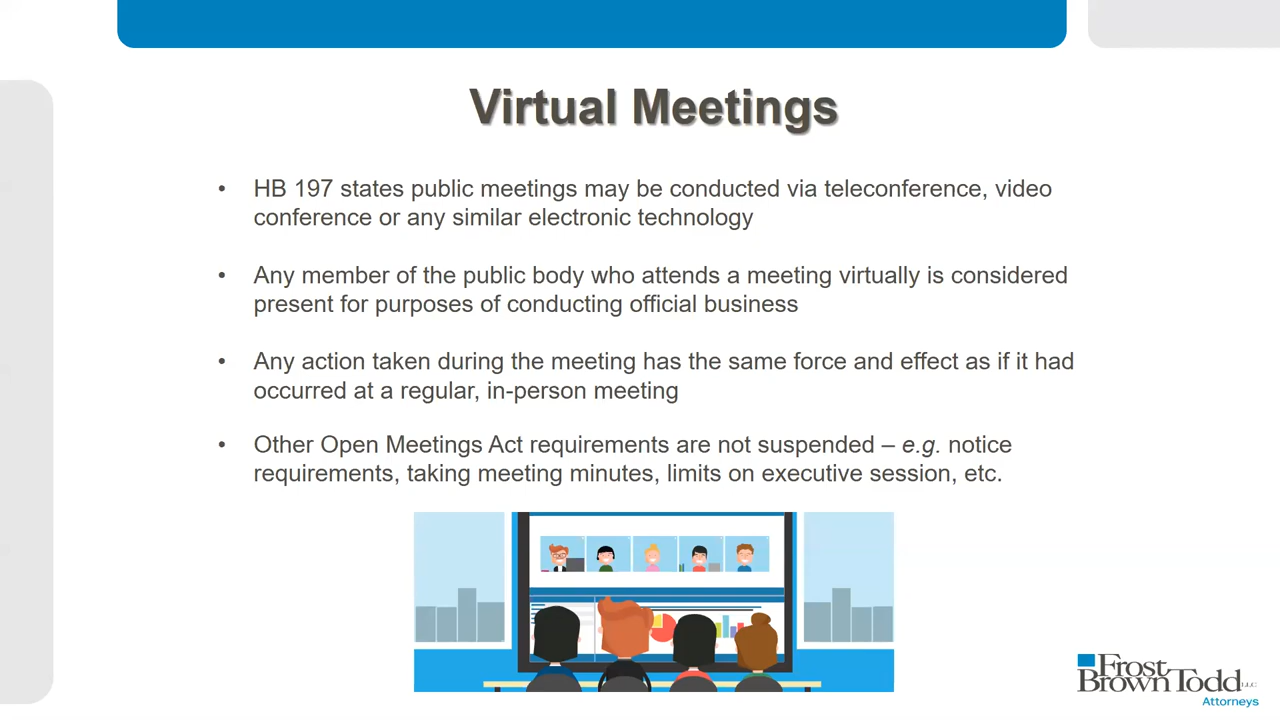 Virtual Meetings
• HB 197 states public meetings may be conducted via teleconference, video
conference or any similar electronic technology
• Any member of the public body who attends a meeting virtually is considered
present for purposes of conducting official business
• Any action taken during the meeting has the same force and effect as if it had
occurred at a regular, in-person meeting
• Other Open Meetings Act requirements are not suspended – e.g. notice
requirements, taking meeting minutes, limits on executive session, etc.
Frost
Brown Todd LLC
Attorneys